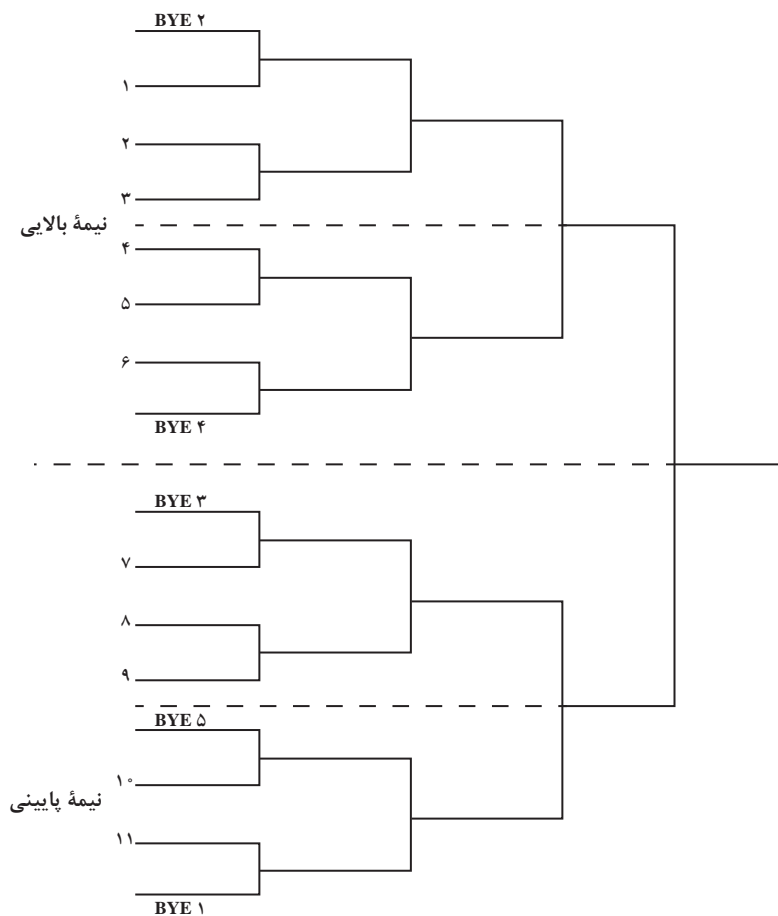 BYE ۲
۱
۲
۳
نیمهٔ بالایی
۴
۵
۶
BYE ۴
BYE ۳
۷
۸
۹
BYE ۵
۱۰
نیمهٔ پایینی
۱۱
BYE ۱